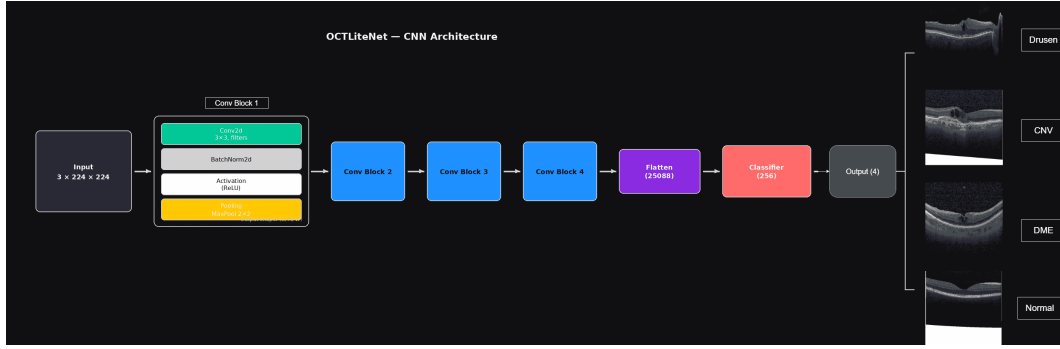 OCTLiteNet — CNN Architecture
Input
3 × 224 × 224
Conv Block 1
Conv2d
3×3, filters
BatchNorm2d
Activation
(ReLU)
Pooling
MaxPool 2×2
Conv Block 2
Conv Block 3
Conv Block 4
Flatten
(25088)
Classifier
(256)
Output (4)
Drusen
CNV
DME
Normal